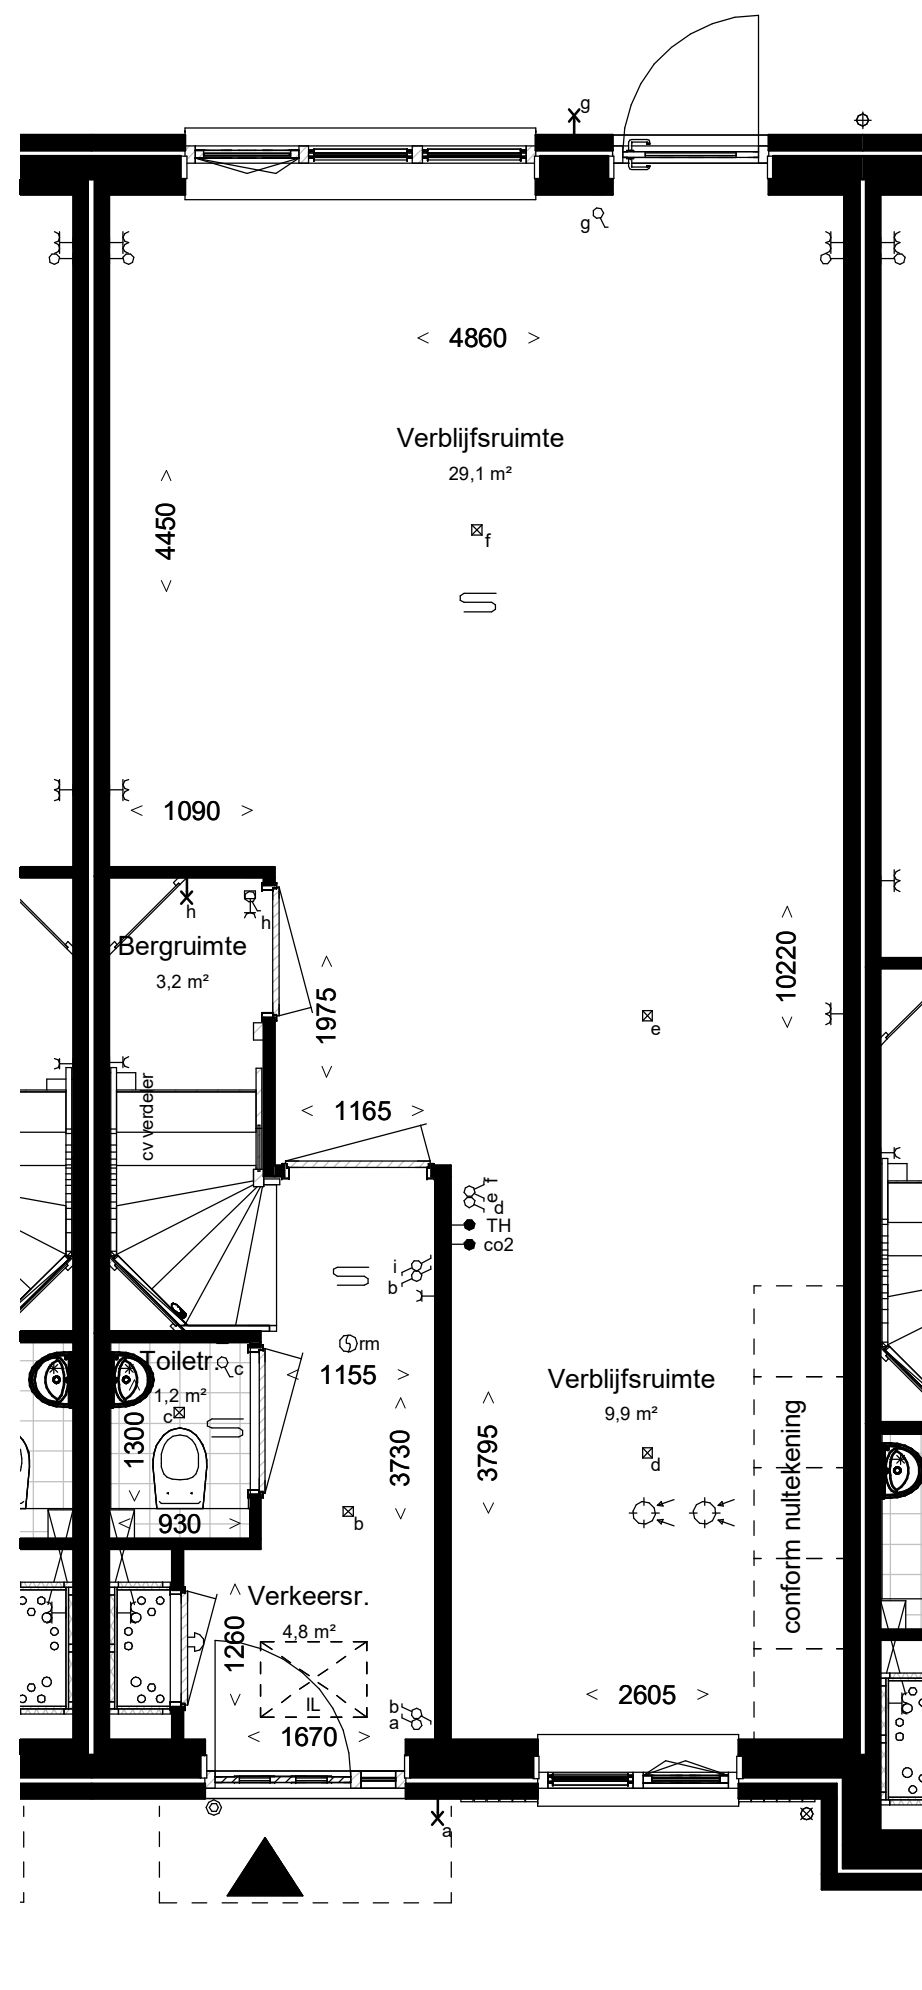 g
g
4860
Verblijfsruimte
29,1 m²
4450
f
1090
h
h
Bergruimte
3,2 m²
1975
10220
e
cv verdeler
1165
f
e
d
TH
co2
i
b
rm
Toiletr.
c
1,2 m²
c
1300
1155
3730
3795
Verblijfsruimte
9,9 m²
d
conform nultekening
930
b
Verkeersr.
4,8 m²
1260
IL
b
a
1670
2605
a